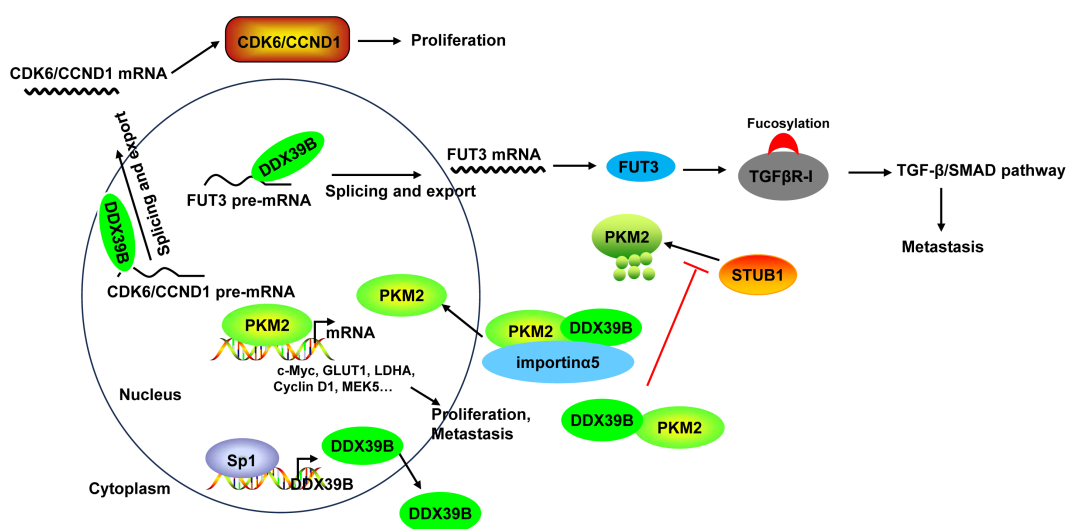 CDK6/CCND1
Proliferation
CDK6/CCND1 mRNA
Splicing and export
DDX39B
CDK6/CCND1 pre-mRNA
DDX39B
FUT3 pre-mRNA
Splicing and export
FUT3 mRNA
FUT3
Fucosylation
TGFβR-I
TGF-β/SMAD pathway
Metastasis
PKM2
STUB1
PKM2
PKM2
mRNA
c-Myc, GLUT1, LDHA,
Cyclin D1, MEK5...
Proliferation,
Metastasis
PKM2
DDX39B
importinα5
DDX39B
PKM2
Nucleus
Sp1
DDX39B
DDX39B
Cytoplasm
DDX39B